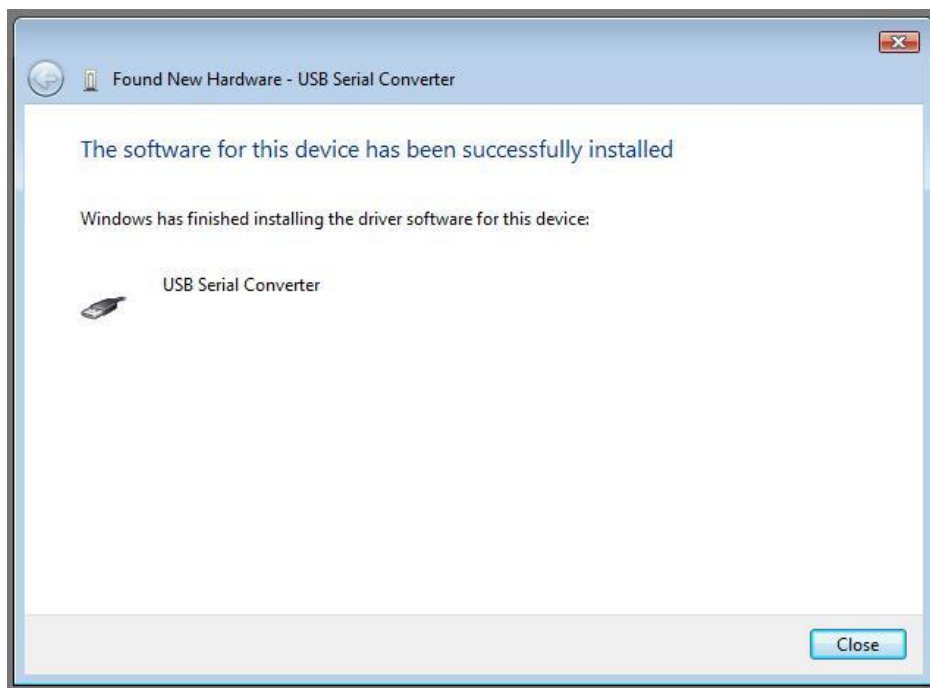 Found New Hardware - USB Serial Converter
The software for this device has been successfully installed
Windows has finished installing the driver software for this device:
USB Serial Converter
Close